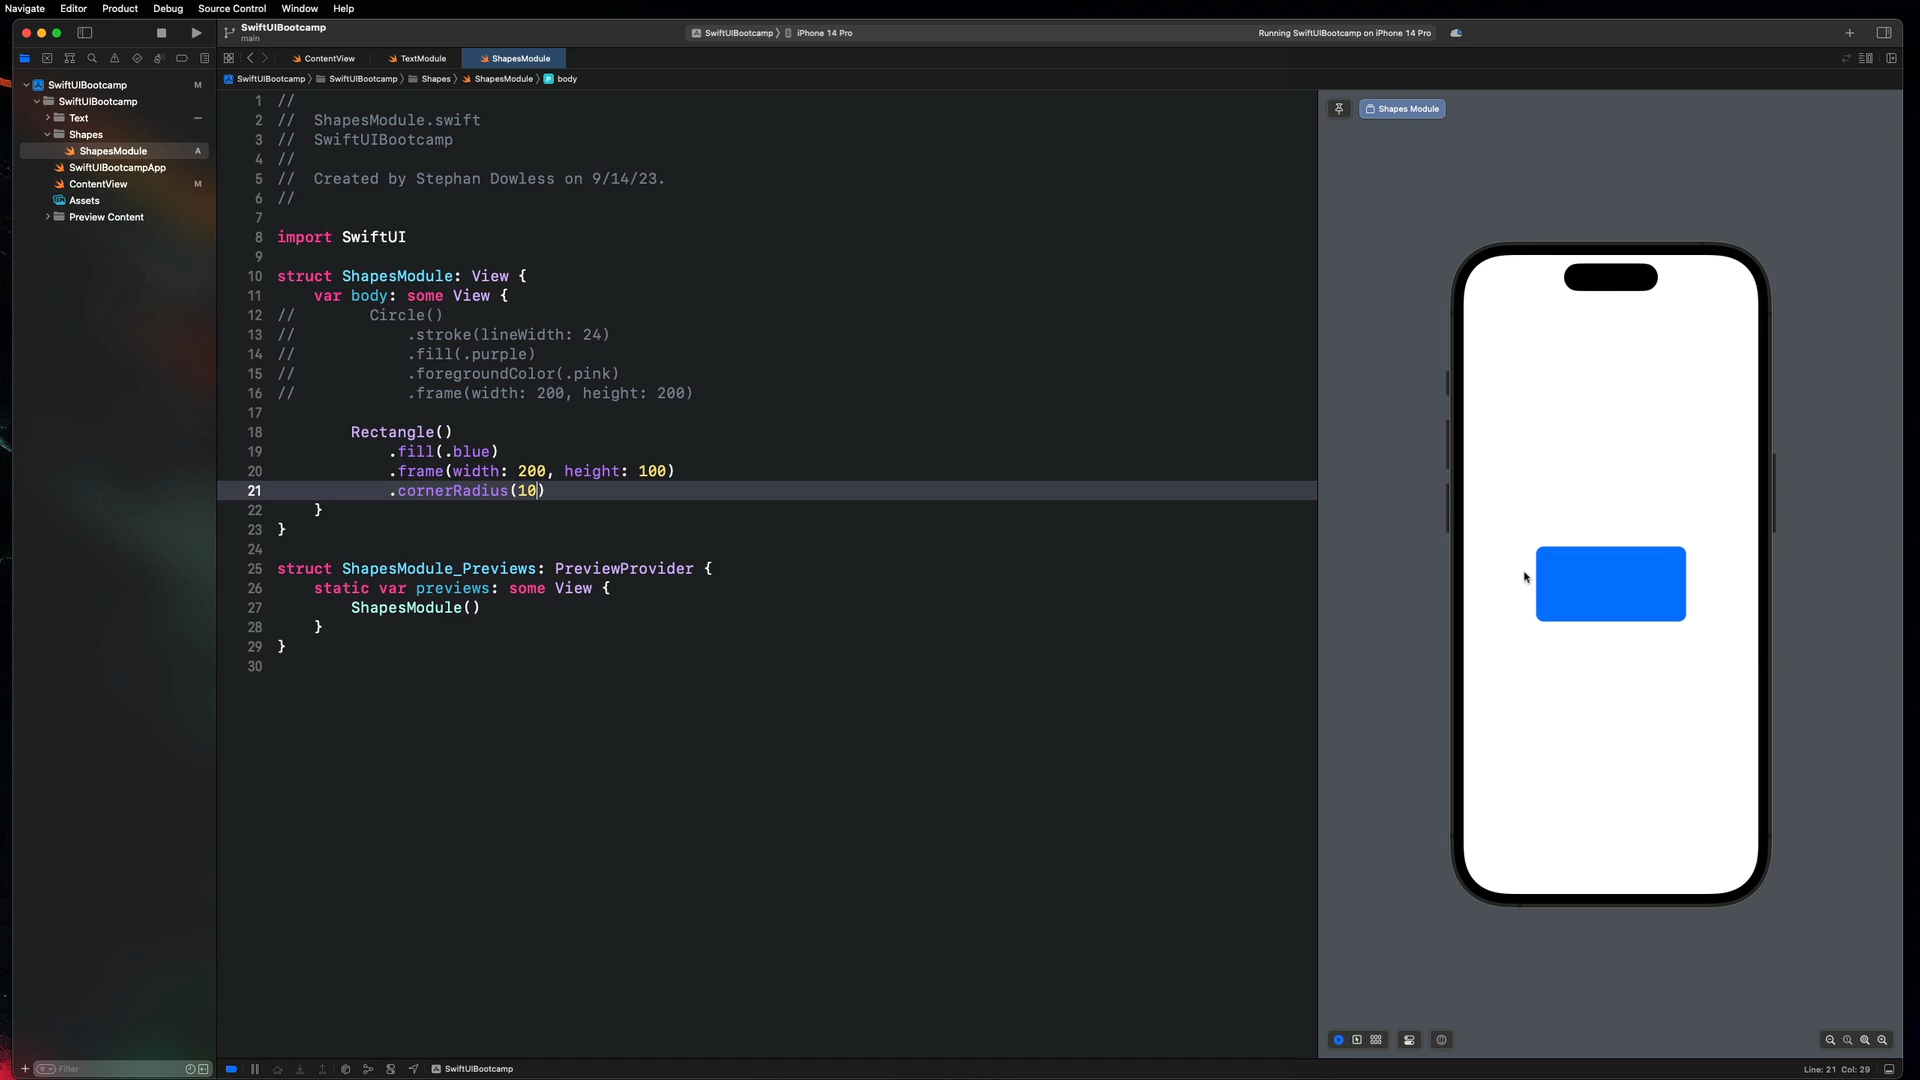 Navigate Editor Product Debug Source Control Window Help
SwiftUIBootcamp
main
SwiftUIBootcamp 〉 iPhone 14 Pro
Running SwiftUIBootcamp on iPhone 14 Pro
ContentView TextModule ShapesModule
SwiftUIBootcamp 〉 SwiftUIBootcamp 〉 Shapes 〉 ShapesModule 〉 body
SwiftUIBootcamp M
SwiftUIBootcamp
Text
Shapes
ShapesModule A
SwiftUIBootcampApp
ContentView M
Assets
Preview Content
1 //
2 //  ShapesModule.swift
3 //  SwiftUIBootcamp
4 //
5 //  Created by Stephan Dowless on 9/14/23.
6 //
7
8 import SwiftUI
9
10 struct ShapesModule: View {
11     var body: some View {
12 //        Circle()
13 //            .stroke(lineWidth: 24)
14 //            .fill(.purple)
15 //            .foregroundColor(.pink)
16 //            .frame(width: 200, height: 200)
17
18         Rectangle()
19             .fill(.blue)
20             .frame(width: 200, height: 100)
21             .cornerRadius(10)
22     }
23 }
24
25 struct ShapesModule_Previews: PreviewProvider {
26     static var previews: some View {
27         ShapesModule()
28     }
29 }
30
Shapes Module
Filter
SwiftUIBootcamp
Line: 21 Col: 29